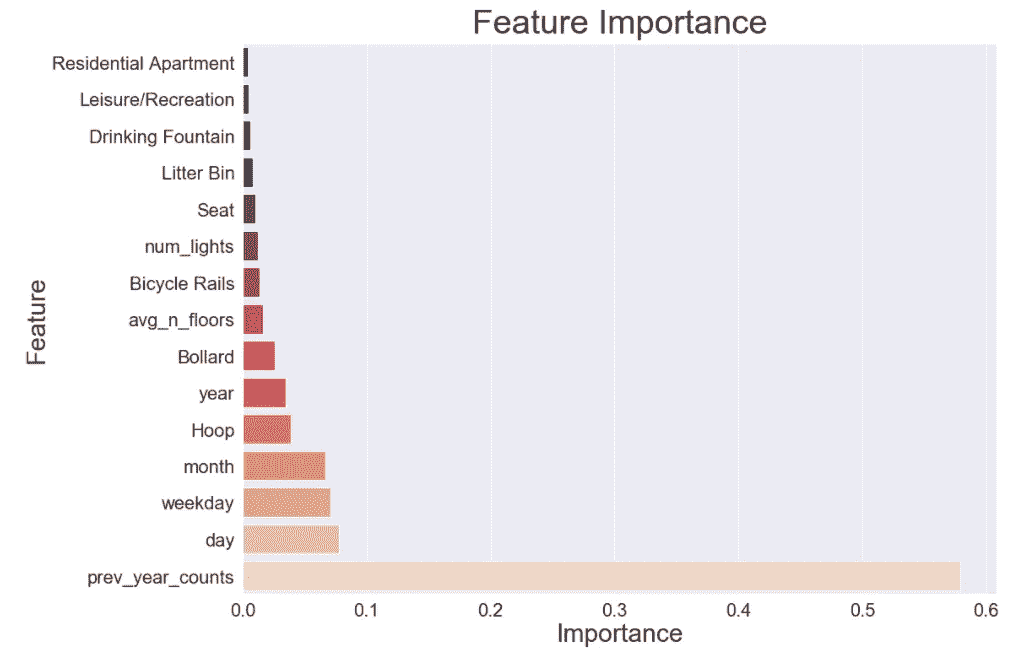 Feature Importance
Residential Apartment
Leisure/Recreation
Drinking Fountain
Litter Bin
Seat
num_lights
Bicycle Rails
avg_n_floors
Bollard
year
Hoop
month
weekday
day
prev_year_counts
Feature
0.0 0.1 0.2 0.3 0.4 0.5 0.6
Importance